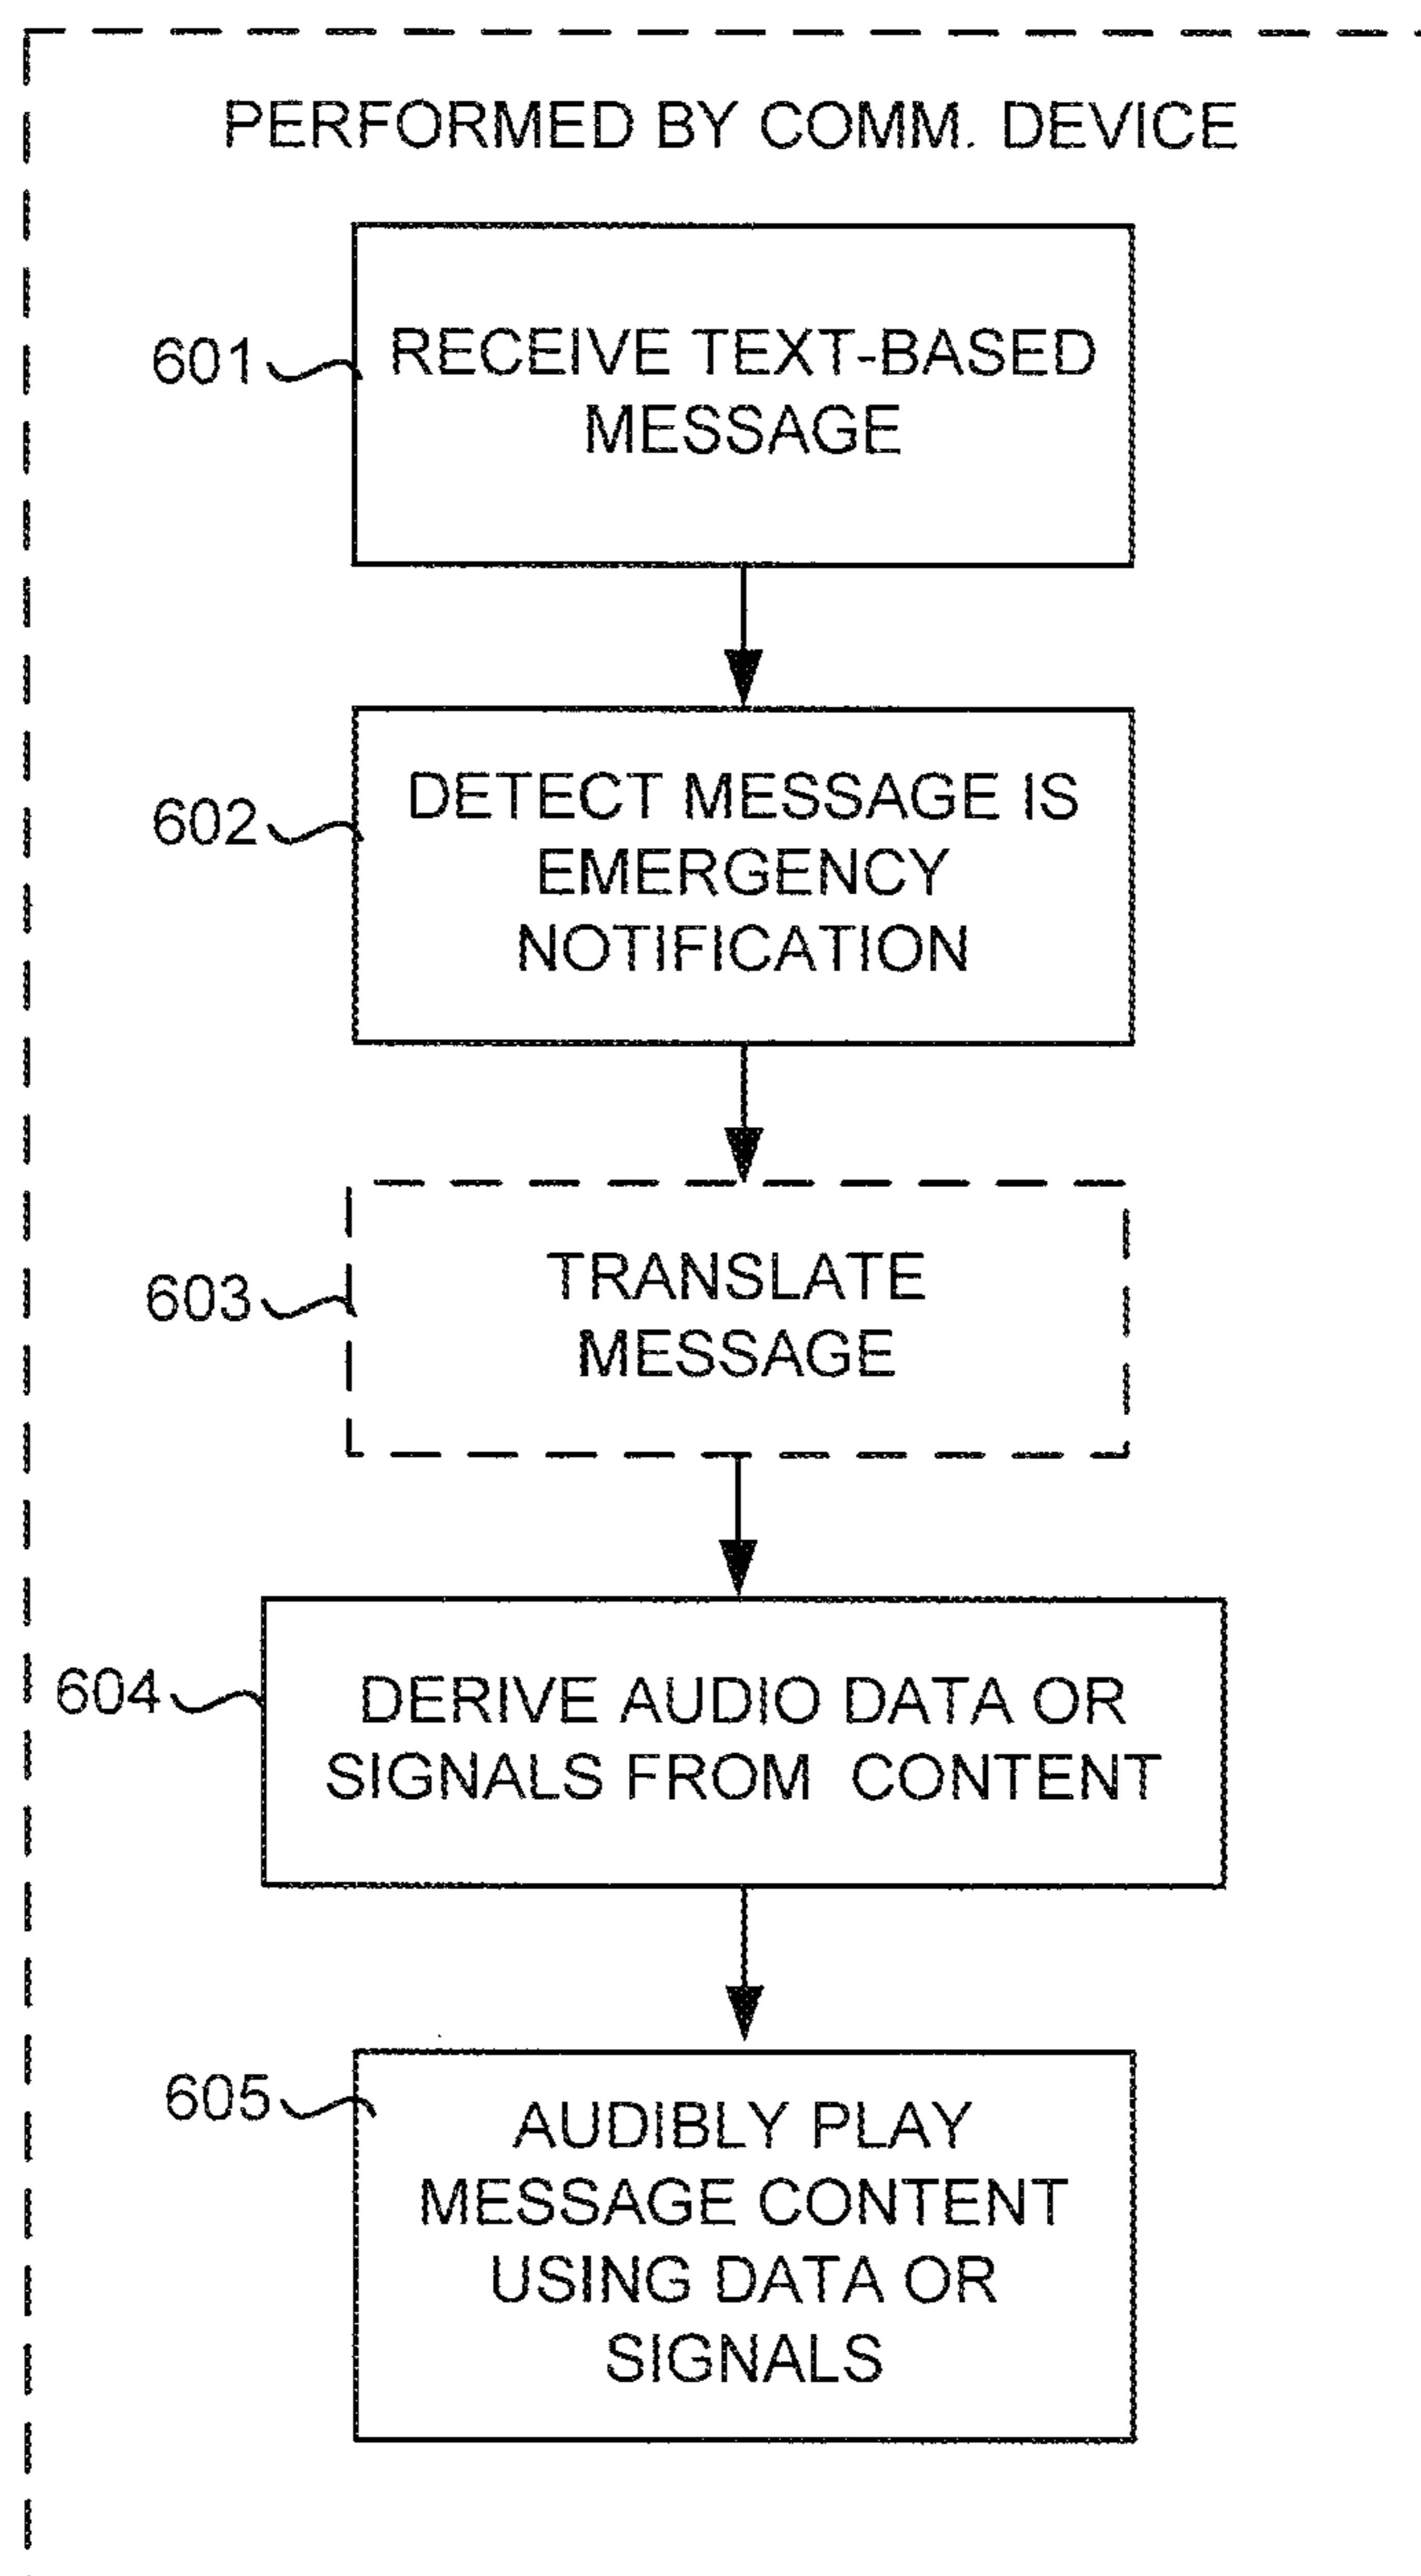 PERFORMED BY COMM. DEVICE
601
RECEIVE TEXT-BASED
MESSAGE
602
DETECT MESSAGE IS
EMERGENCY
NOTIFICATION
603
TRANSLATE
MESSAGE
604
DERIVE AUDIO DATA OR
SIGNALS FROM CONTENT
605
AUDIBLY PLAY
MESSAGE CONTENT
USING DATA OR
SIGNALS